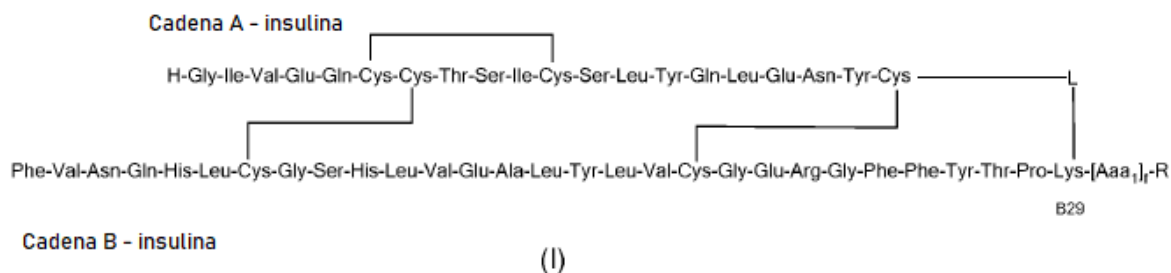 Cadena A - insulina
H-Gly-Ile-Val-Glu-Gln-Cys-Cys-Thr-Ser-Ile-Cys-Ser-Leu-Tyr-Gln-Leu-Glu-Asn-Tyr-Cys L
Phe-Val-Asn-Gln-His-Leu-Cys-Gly-Ser-His-Leu-Val-Glu-Ala-Leu-Tyr-Leu-Val-Cys-Gly-Glu-Arg-Gly-Phe-Phe-Tyr-Thr-Pro-Lys-[Aaa₁]ᵣ-R
B29
Cadena B - insulina
(I)